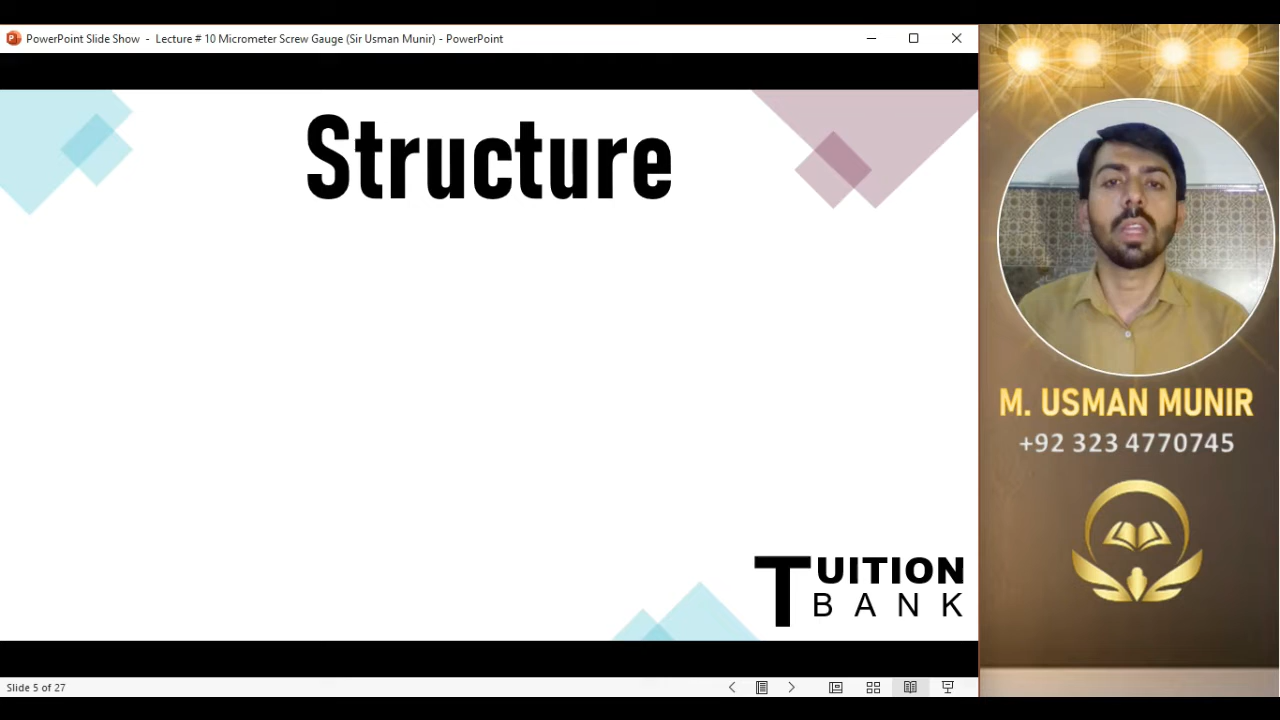 PowerPoint Slide Show - Lecture # 10 Micrometer Screw Gauge (Sir Usman Munir) - PowerPoint
Structure
TUITION
BANK
Slide 5 of 27
M. USMAN MUNIR
+92 323 4770745